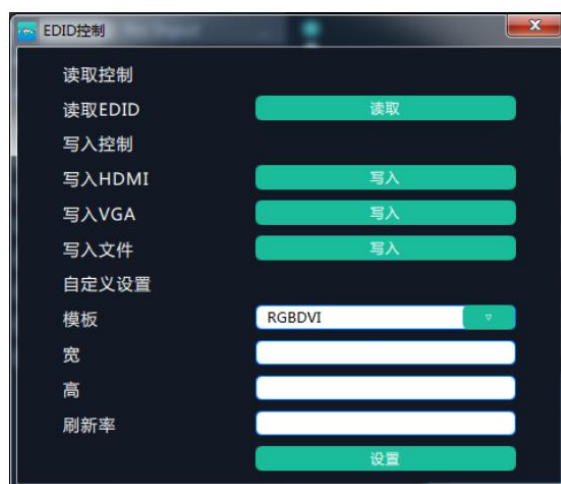 EDID控制
读取控制
读取EDID 读取
写入控制
写入HDMI 写入
写入VGA 写入
写入文件 写入
自定义设置
模板 RGBDVI
宽
高
刷新率
设置